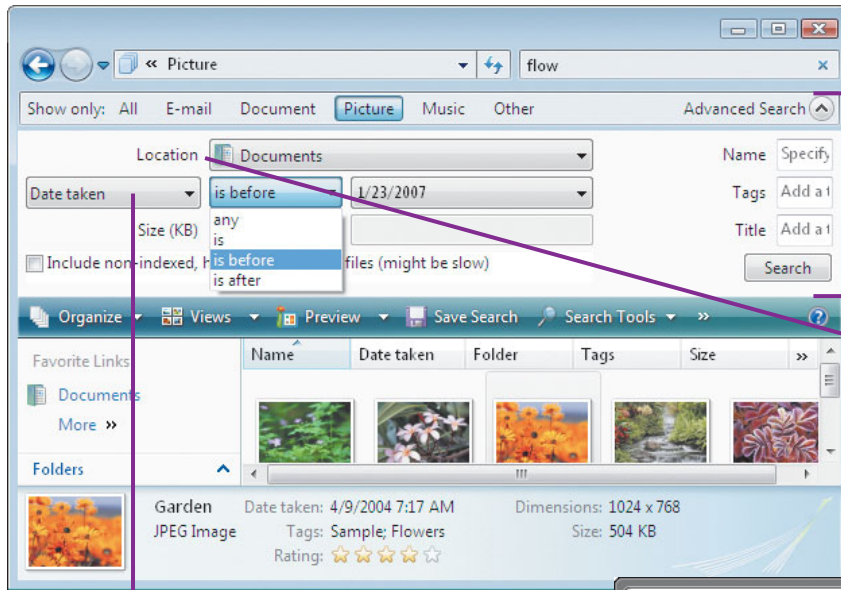 « Picture flow
Show only: All E-mail Document Picture Music Other Advanced Search
Location Documents Name Specify
Date taken is before 1/23/2007 Tags Add a t
Size (KB) any Title Add a t
is
is before
is after
Include non-indexed, h files (might be slow) Search
Organize Views Preview Save Search Search Tools »
Favorite Links Name Date taken Folder Tags Size »
Documents
More »
Folders
Garden Date taken: 4/9/2004 7:17 AM Dimensions: 1024 x 768
JPEG Image Tags: Sample; Flowers Size: 504 KB
Rating: